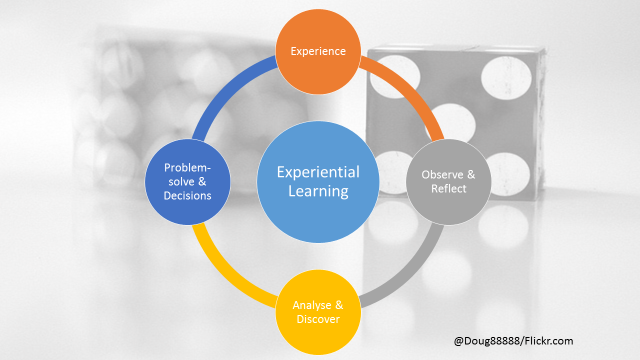 Experience
Problem-
solve &
Decisions
Experiential
Learning
Observe &
Reflect
Analyse &
Discover
@Doug88888/Flickr.com